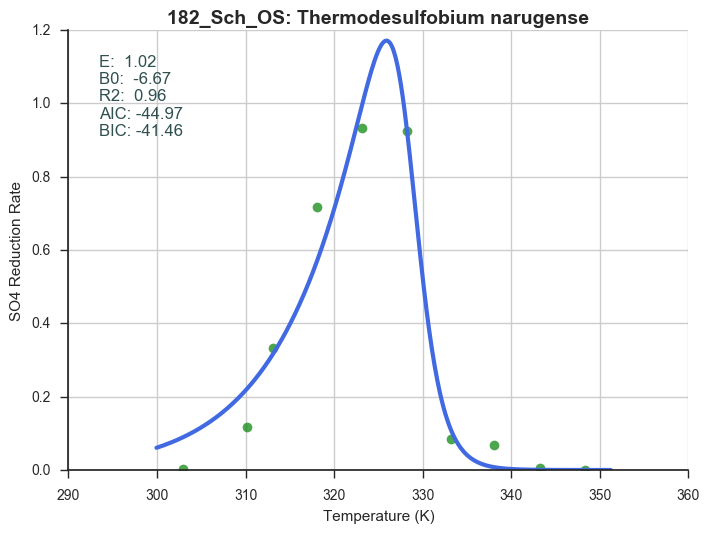 182_Sch_OS: Thermodesulfobium narugense
E: 1.02
B0: -6.67
R2: 0.96
AIC: -44.97
BIC: -41.46
SO4 Reduction Rate
1.2
1.0
0.8
0.6
0.4
0.2
0.0
290 300 310 320 330 340 350 360
Temperature (K)